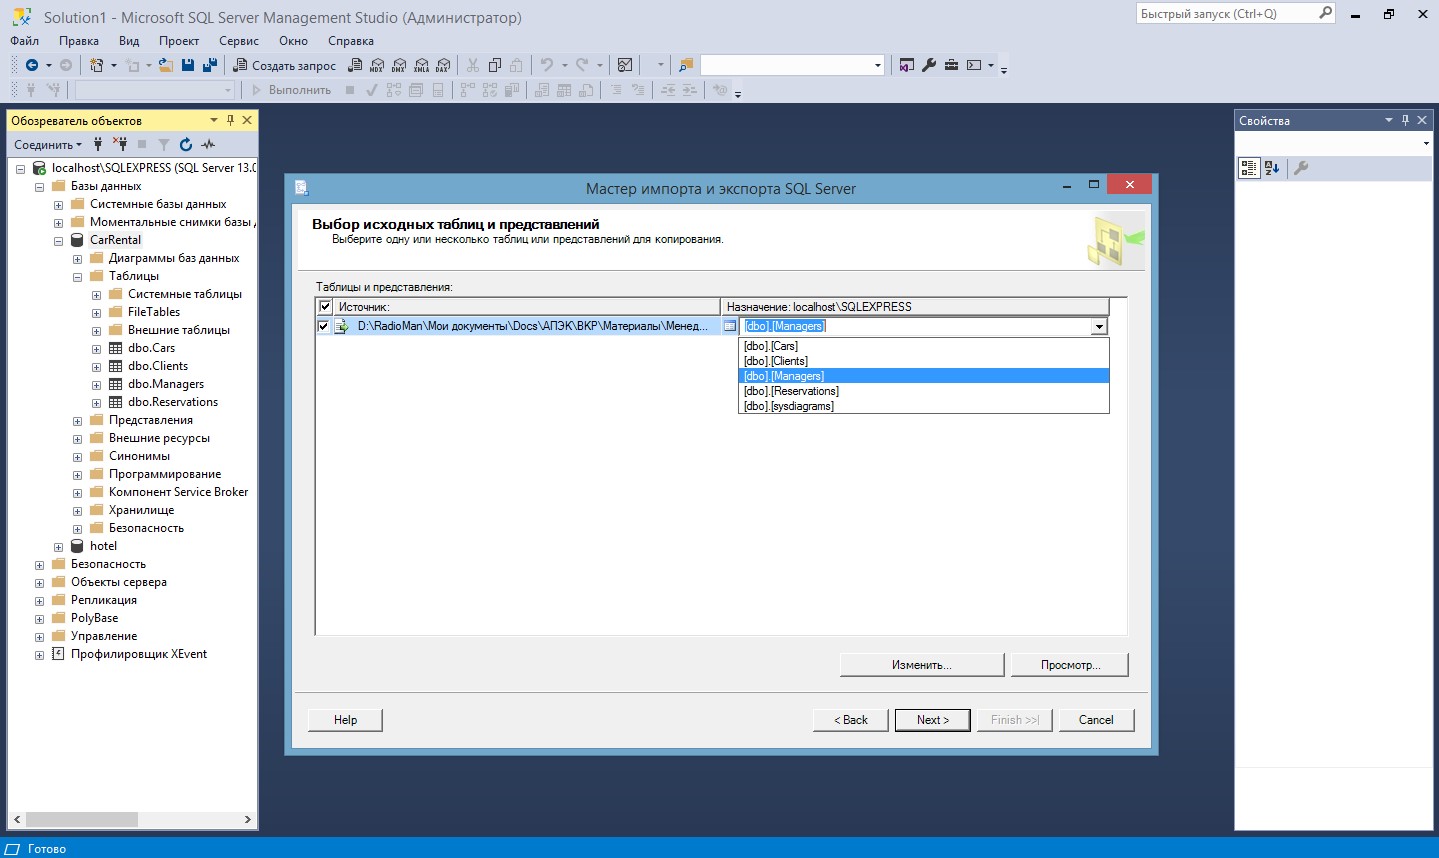 Solution1 - Microsoft SQL Server Management Studio (Администратор)
Быстрый запуск (Ctrl+Q)
Файл Правка Вид Проект Сервис Окно Справка
Создать запрос
MDX DMX XMLA DAX
Выполнить
Обозреватель объектов
Соединить
localhost\SQLEXPRESS (SQL Server 13.0
Базы данных
Системные базы данных
Моментальные снимки базы д
CarRental
Диаграммы баз данных
Таблицы
Системные таблицы
FileTables
Внешние таблицы
dbo.Cars
dbo.Clients
dbo.Managers
dbo.Reservations
Представления
Внешние ресурсы
Синонимы
Программирование
Компонент Service Broker
Хранилище
Безопасность
hotel
Безопасность
Объекты сервера
Репликация
PolyBase
Управление
Профилировщик XEvent
Мастер импорта и экспорта SQL Server
Выбор исходных таблиц и представлений
Выберите одну или несколько таблиц или представлений для копирования.
Таблицы и представления:
Источник: Назначение: localhost\SQLEXPRESS
D:\RadioMan\Мои документы\Docs\АПЭК\ВКР\Материалы\Менед... [dbo].[Managers]
[dbo].[Cars]
[dbo].[Clients]
[dbo].[Managers]
[dbo].[Reservations]
[dbo].[sysdiagrams]
Изменить... Просмотр...
Help < Back Next > Finish >>| Cancel
Свойства
Готово